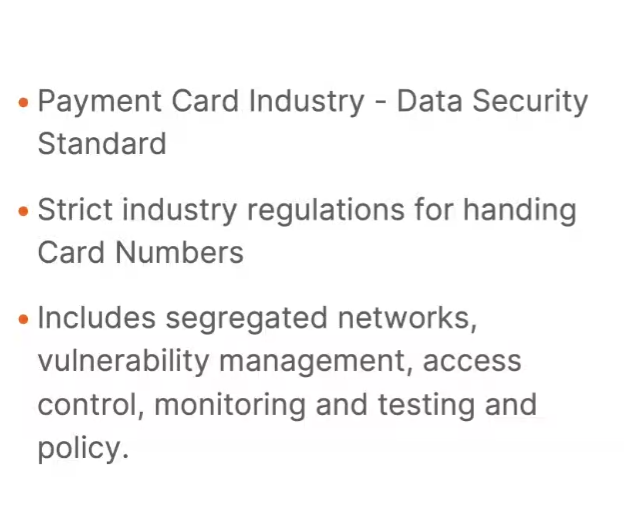 • Payment Card Industry - Data Security
Standard
• Strict industry regulations for handing
Card Numbers
• Includes segregated networks,
vulnerability management, access
control, monitoring and testing and
policy.